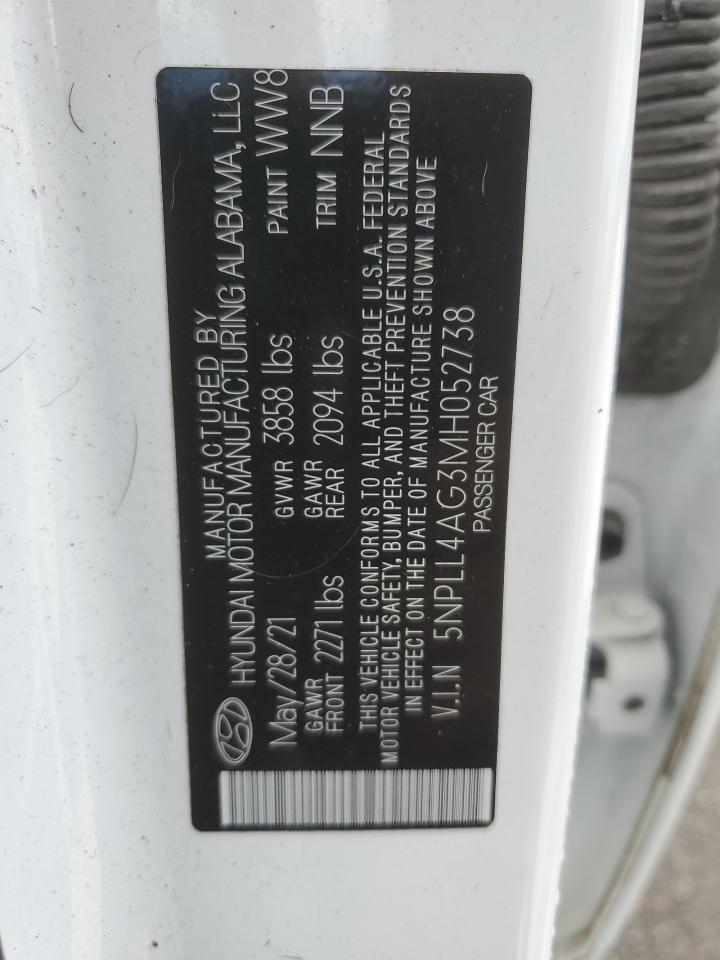 MANUFACTURED BY
HYUNDAI MOTOR MANUFACTURING ALABAMA, LLC
May/28/21 GVWR 3858 lbs PAINT WW8
GAWR FRONT 2271 lbs GAWR REAR 2094 lbs TRIM NNB
THIS VEHICLE CONFORMS TO ALL APPLICABLE U.S.A. FEDERAL
MOTOR VEHICLE SAFETY, BUMPER, AND THEFT PREVENTION STANDARDS
IN EFFECT ON THE DATE OF MANUFACTURE SHOWN ABOVE
V.I.N 5NPLL4AG3MH052738
PASSENGER CAR